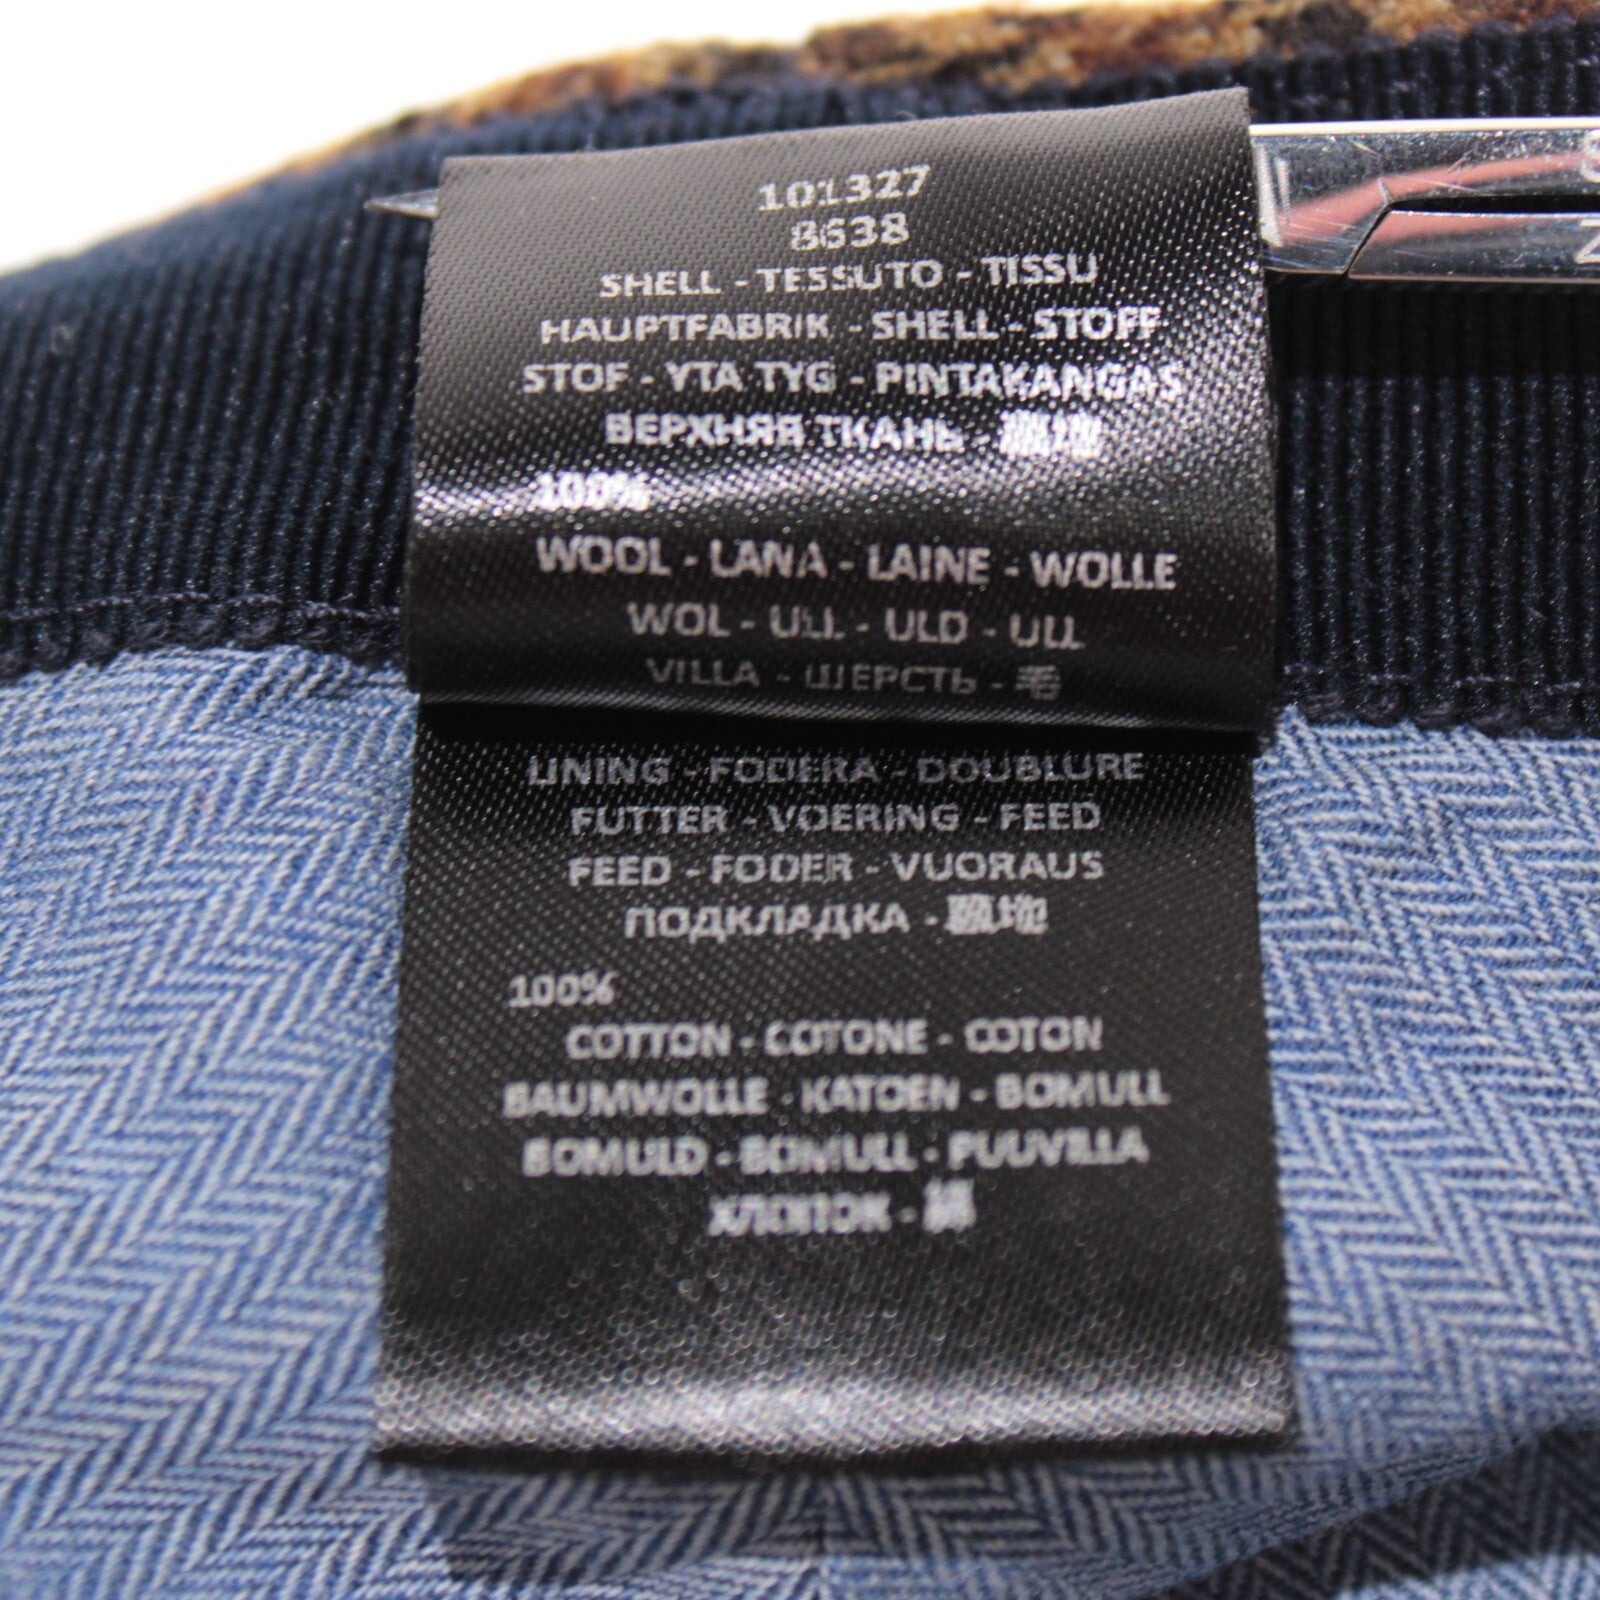 101327
8638
SHELL - TESSUTO - TISSU
HAUPTFABRIK - SHELL - STOFF
STOF - YTA TYG - PINTAKANGAS
ВЕРХНЯЯ ТКАНЬ -
100%
WOOL - LANA - LAINE - WOLLE
WOL - ULL - ULD - ULL
VILLA - ШЕРСТЬ - 毛
LINING - FODERA - DOUBLURE
FUTTER - VOERING - FEED
FEED - FODER - VUORAUS
ПОДКЛАДКА -
100%
COTTON - COTONE - COTON
BAUMWOLLE - KATOEN - BOMULL
BOMULD - BOMULL - PUUVILLA
ХЛОПОК - 綿